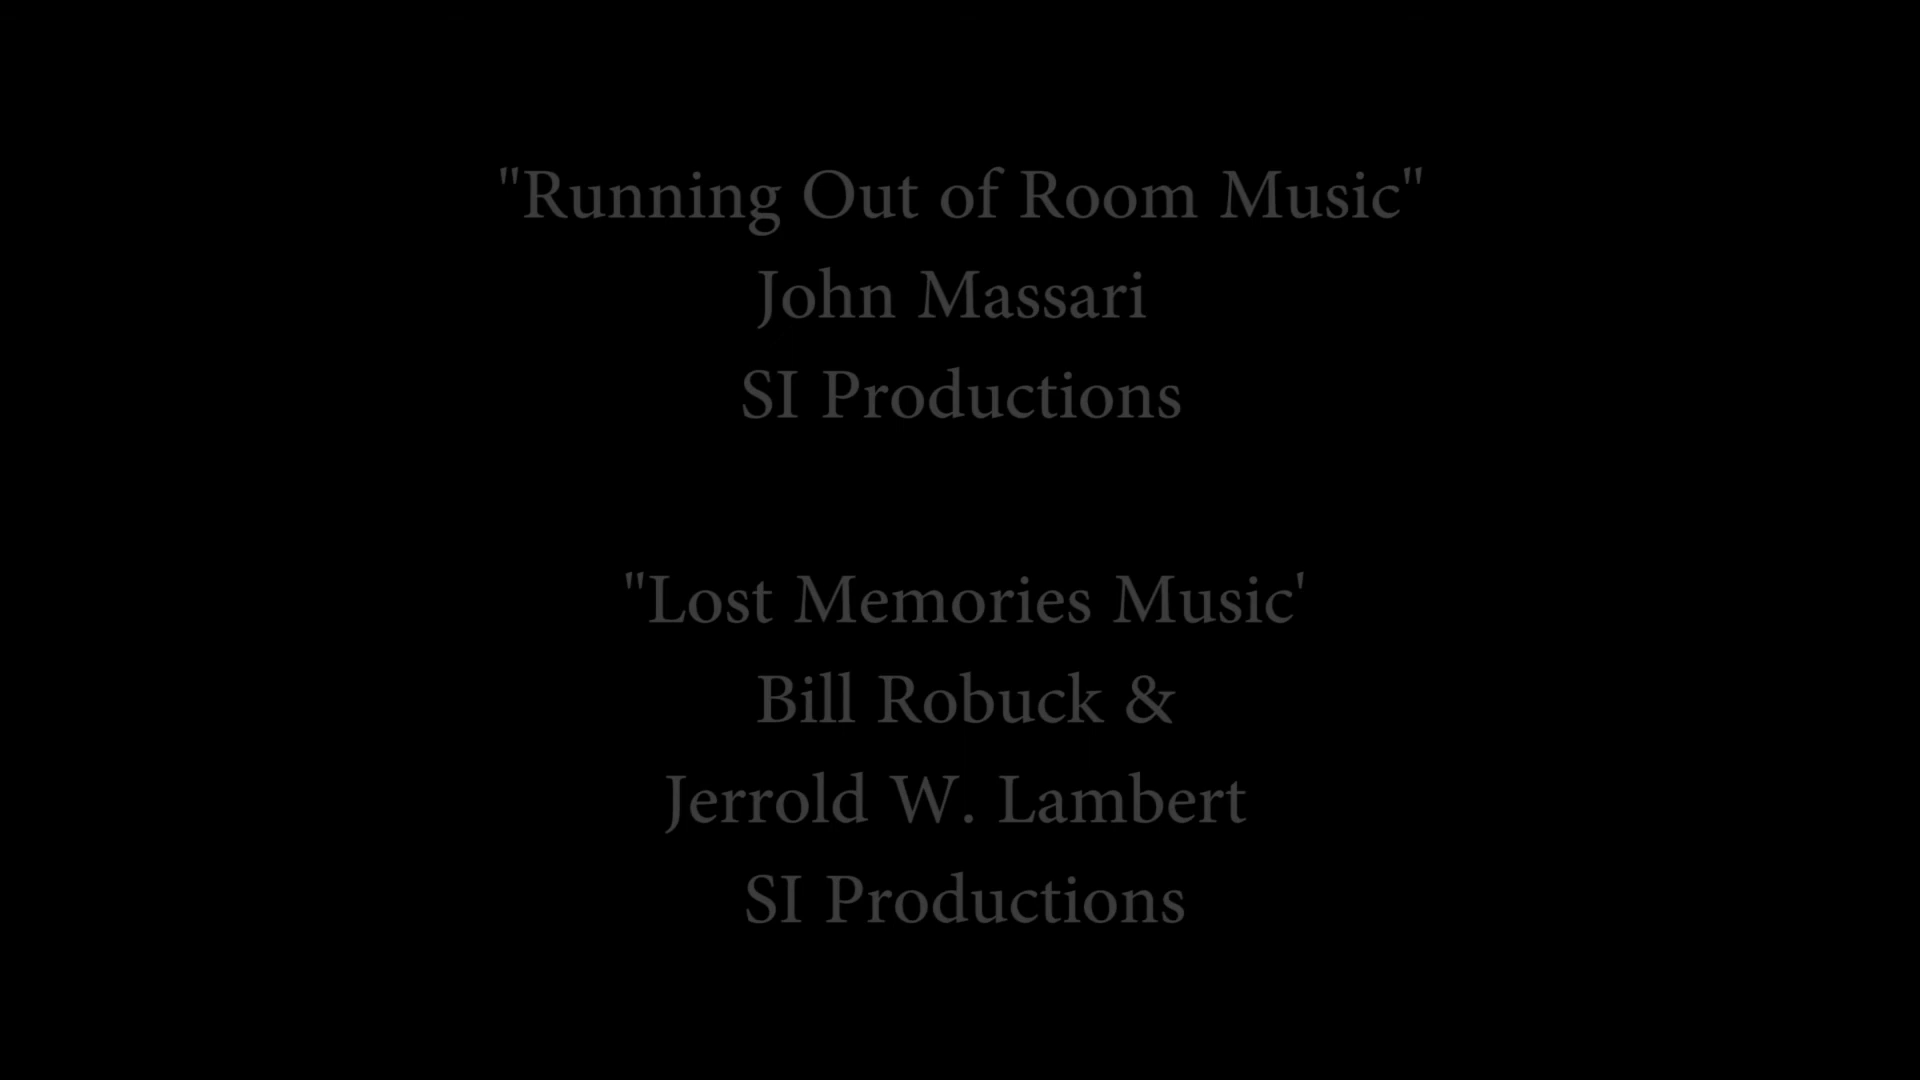 "Running Out of Room Music"
John Massari
SI Productions
"Lost Memories Music'
Bill Robuck &
Jerrold W. Lambert
SI Productions